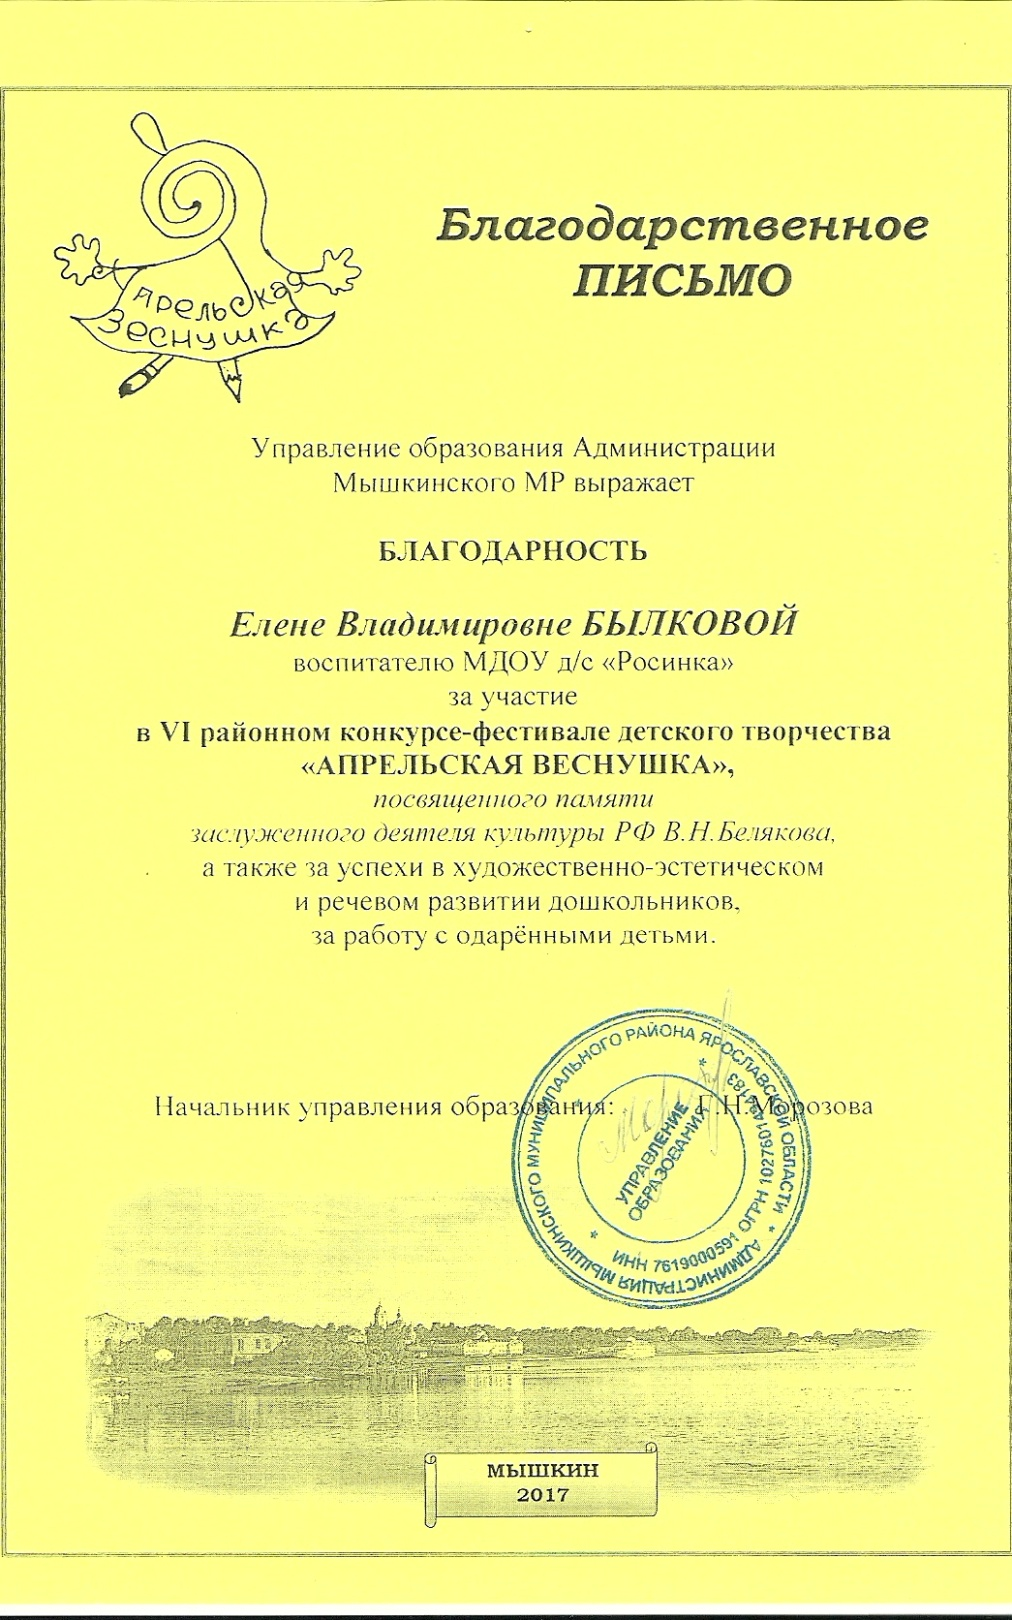 Апрельская
Веснушка
Благодарственное
ПИСЬМО
Управление образования Администрации
Мышкинского МР выражает
БЛАГОДАРНОСТЬ
Елене Владимировне БЫЛКОВОЙ
воспитателю МДОУ д/с «Росинка»
за участие
в VI районном конкурсе-фестивале детского творчества
«АПРЕЛЬСКАЯ ВЕСНУШКА»,
посвященного памяти
заслуженного деятеля культуры РФ В.Н.Белякова,
а также за успехи в художественно-эстетическом
и речевом развитии дошкольников,
за работу с одарёнными детьми.
Начальник управления образования: Г.Н.Морозова
АДМИНИСТРАЦИЯ МЫШКИНСКОГО МУНИЦИПАЛЬНОГО РАЙОНА ЯРОСЛАВСКОЙ ОБЛАСТИ
ИНН 7619000591 ОГРН
УПРАВЛЕНИЕ
ОБРАЗОВАНИЯ
МЫШКИН
2017